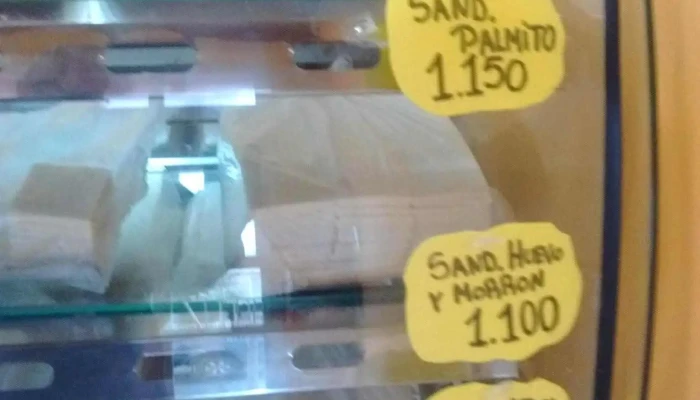 SAND.
PALMITO
1.150
SAND. HUEVO
Y MORRON
1.100